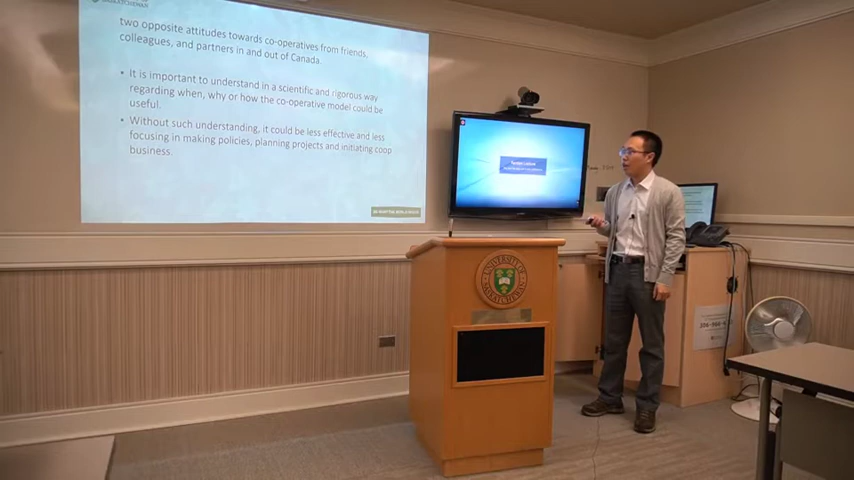 two opposite attitudes towards co-operatives from friends,
colleagues, and partners in and out of Canada.
• It is important to understand in a scientific and rigorous way
regarding when, why or how the co-operative model could be
useful.
• Without such understanding, it could be less effective and less
focusing in making policies, planning projects and initiating coop
business.
UNIVERSITY OF
SASKATCHEWAN